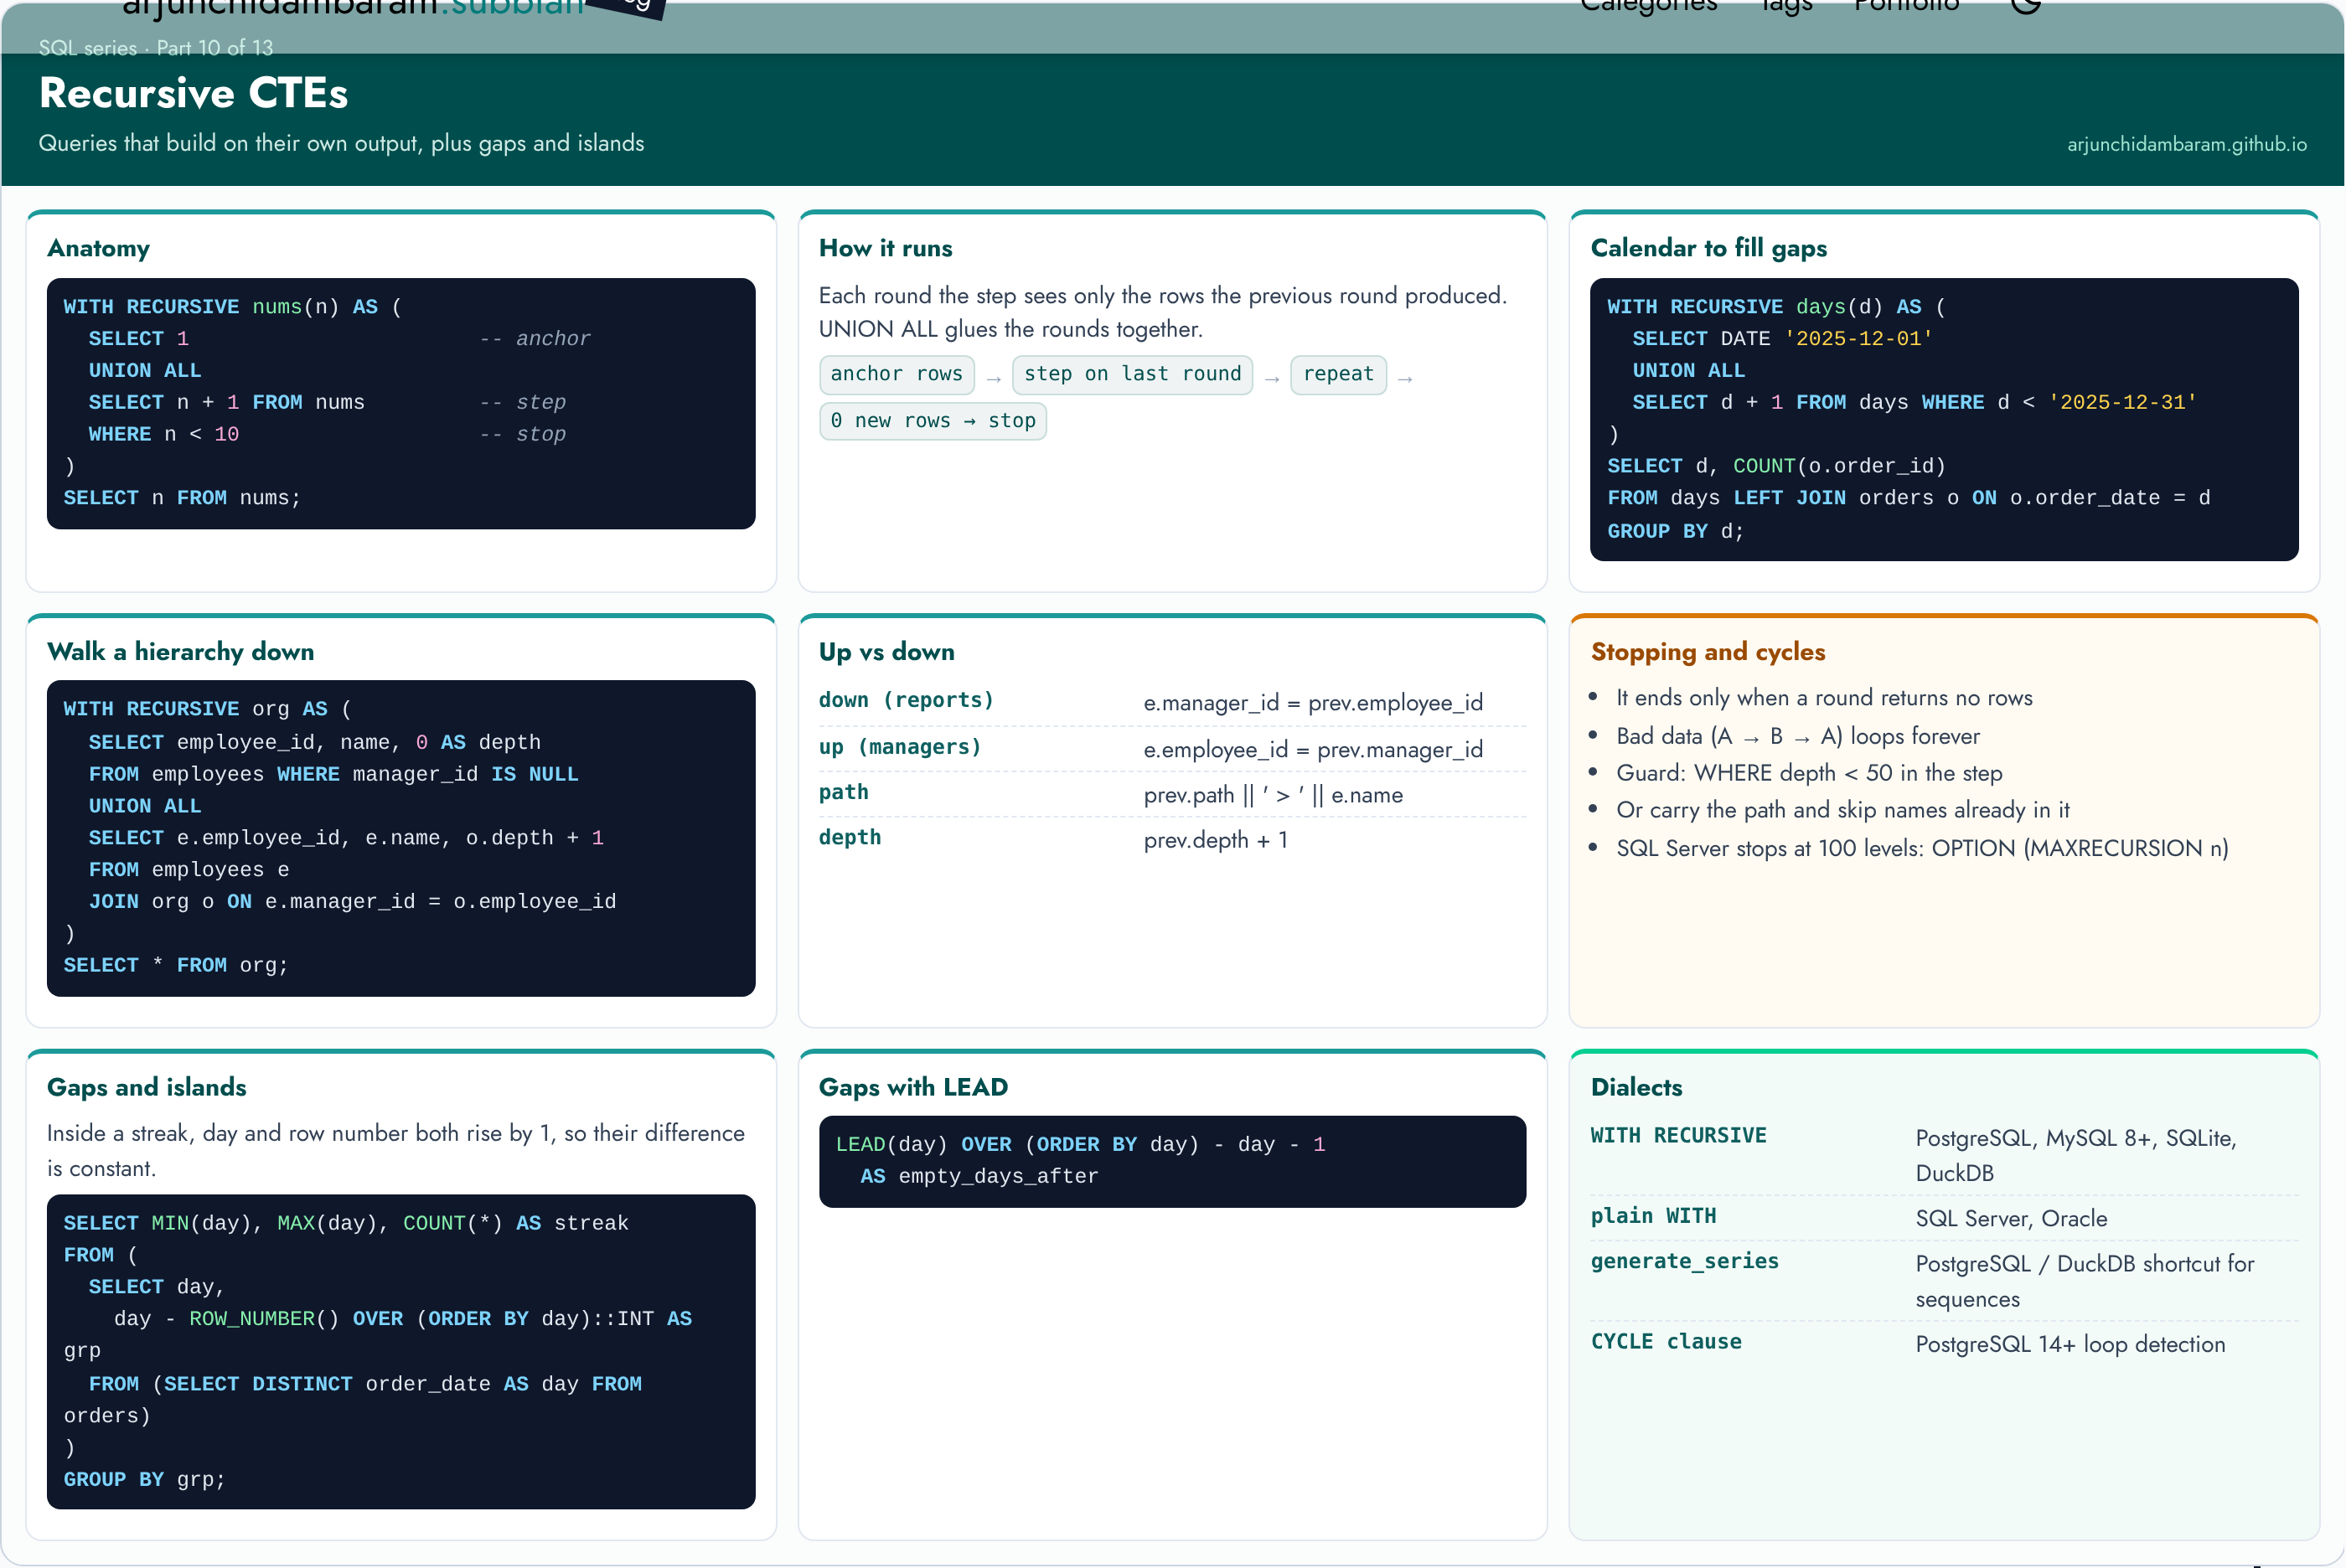 arjunchidambaram.subbiah
Categories Tags Portfolio
SQL series · Part 10 of 13
Recursive CTEs
Queries that build on their own output, plus gaps and islands
arjunchidambaram.github.io
Anatomy
WITH RECURSIVE nums(n) AS (
  SELECT 1 -- anchor
  UNION ALL
  SELECT n + 1 FROM nums -- step
  WHERE n < 10 -- stop
)
SELECT n FROM nums;
How it runs
Each round the step sees only the rows the previous round produced.
UNION ALL glues the rounds together.
anchor rows → step on last round → repeat →
0 new rows → stop
Calendar to fill gaps
WITH RECURSIVE days(d) AS (
  SELECT DATE '2025-12-01'
  UNION ALL
  SELECT d + 1 FROM days WHERE d < '2025-12-31'
)
SELECT d, COUNT(o.order_id)
FROM days LEFT JOIN orders o ON o.order_date = d
GROUP BY d;
Walk a hierarchy down
WITH RECURSIVE org AS (
  SELECT employee_id, name, 0 AS depth
  FROM employees WHERE manager_id IS NULL
  UNION ALL
  SELECT e.employee_id, e.name, o.depth + 1
  FROM employees e
  JOIN org o ON e.manager_id = o.employee_id
)
SELECT * FROM org;
Up vs down
down (reports) e.manager_id = prev.employee_id
up (managers) e.employee_id = prev.manager_id
path prev.path || ' > ' || e.name
depth prev.depth + 1
Stopping and cycles
• It ends only when a round returns no rows
• Bad data (A → B → A) loops forever
• Guard: WHERE depth < 50 in the step
• Or carry the path and skip names already in it
• SQL Server stops at 100 levels: OPTION (MAXRECURSION n)
Gaps and islands
Inside a streak, day and row number both rise by 1, so their difference
is constant.
SELECT MIN(day), MAX(day), COUNT(*) AS streak
FROM (
  SELECT day,
    day - ROW_NUMBER() OVER (ORDER BY day)::INT AS
grp
  FROM (SELECT DISTINCT order_date AS day FROM
orders)
)
GROUP BY grp;
Gaps with LEAD
LEAD(day) OVER (ORDER BY day) - day - 1
  AS empty_days_after
Dialects
WITH RECURSIVE PostgreSQL, MySQL 8+, SQLite,
DuckDB
plain WITH SQL Server, Oracle
generate_series PostgreSQL / DuckDB shortcut for
sequences
CYCLE clause PostgreSQL 14+ loop detection